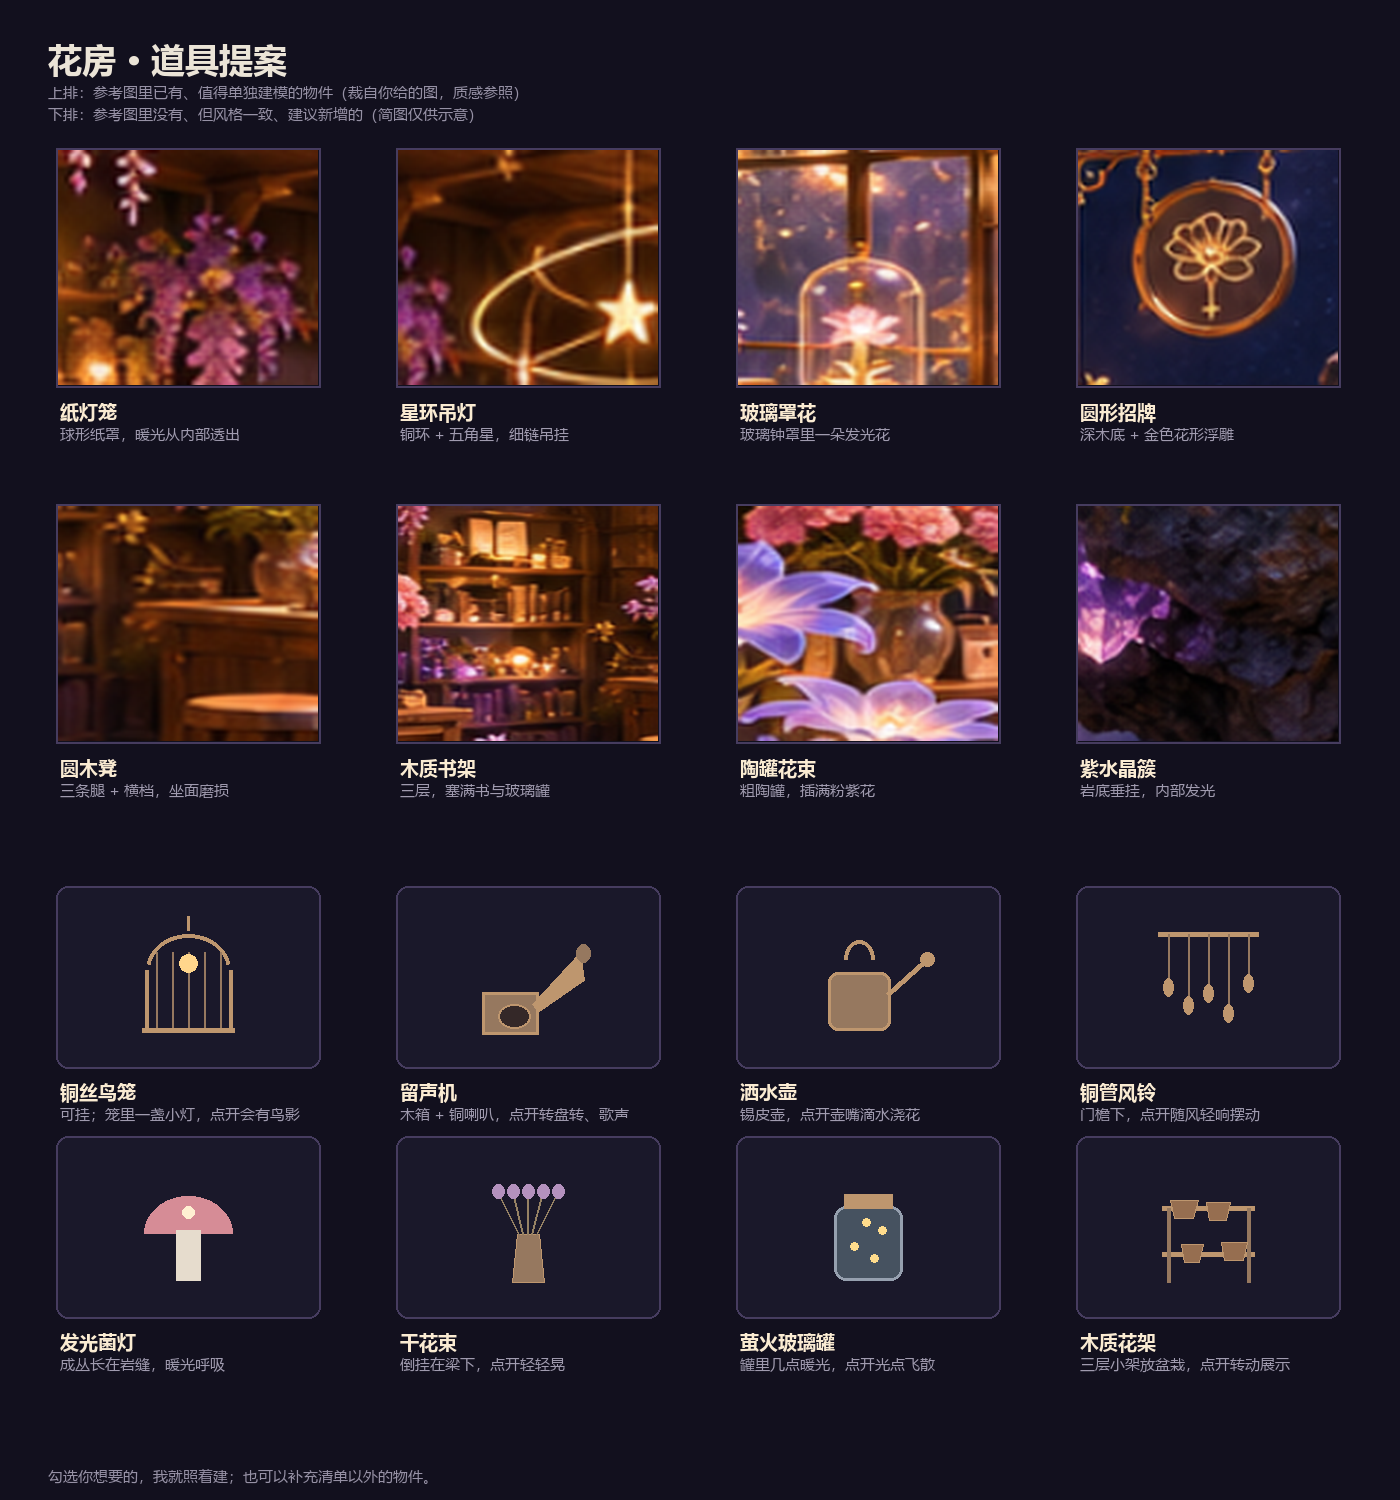 花房 · 道具提案
上排：参考图里已有、值得单独建模的物件（裁自你给的图，质感参照）
下排：参考图里没有、但风格一致、建议新增的（简图仅供示意）
纸灯笼
球形纸罩，暖光从内部透出
星环吊灯
铜环 + 五角星，细链吊挂
玻璃罩花
玻璃钟罩里一朵发光花
圆形招牌
深木底 + 金色花形浮雕
圆木凳
三条腿 + 横档，坐面磨损
木质书架
三层，塞满书与玻璃罐
陶罐花束
粗陶罐，插满粉紫花
紫水晶簇
岩底垂挂，内部发光
铜丝鸟笼
可挂；笼里一盏小灯，点开会有鸟影
留声机
木箱 + 铜喇叭，点开转盘转、歌声
洒水壶
锡皮壶，点开壶嘴滴水浇花
铜管风铃
门檐下，点开随风轻响摆动
发光菌灯
成丛长在岩缝，暖光呼吸
干花束
倒挂在梁下，点开轻轻晃
萤火玻璃罐
罐里几点暖光，点开光点飞散
木质花架
三层小架放盆栽，点开转动展示
勾选你想要的，我就照着建；也可以补充清单以外的物件。